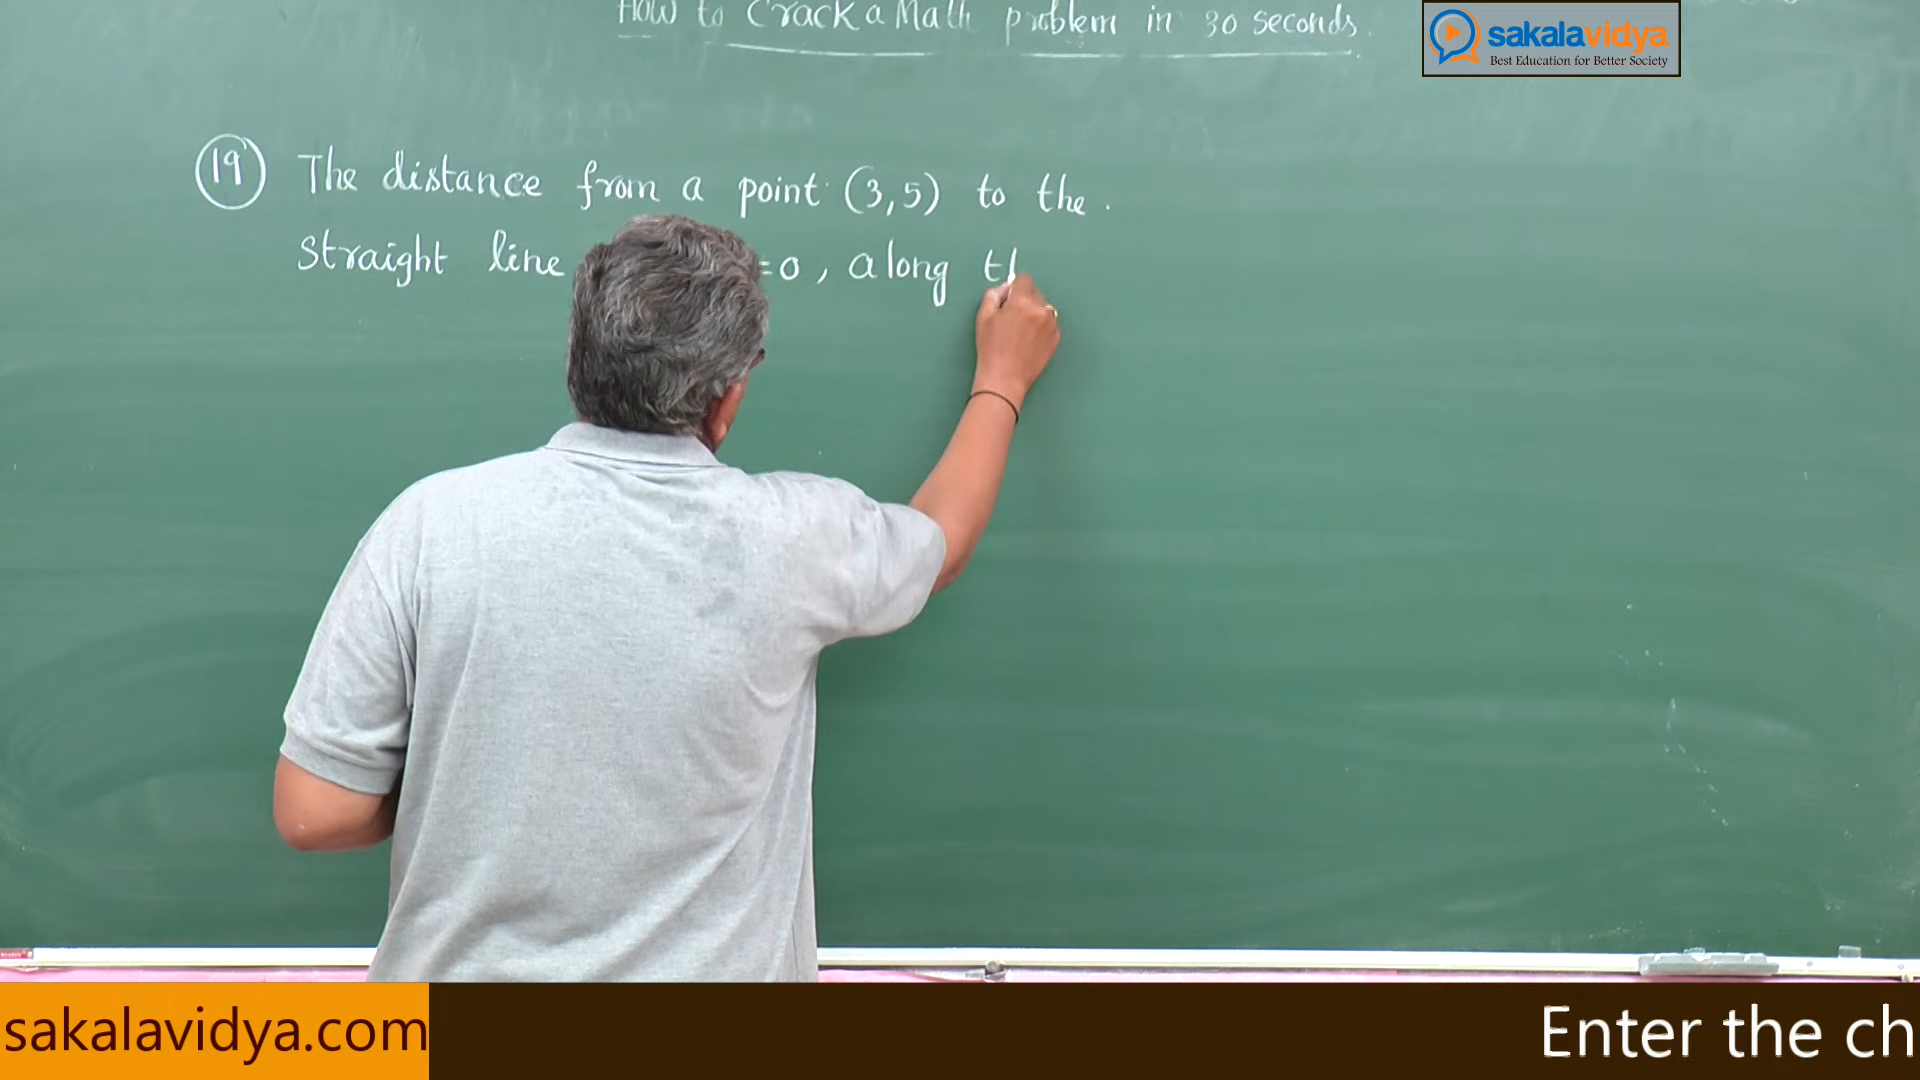 How to Crack a Math problem in 30 seconds.
sakalavidya
Best Education for Better Society
19 The distance from a point (3,5) to the.
Straight line =0, along th
sakalavidya.com
Enter the ch